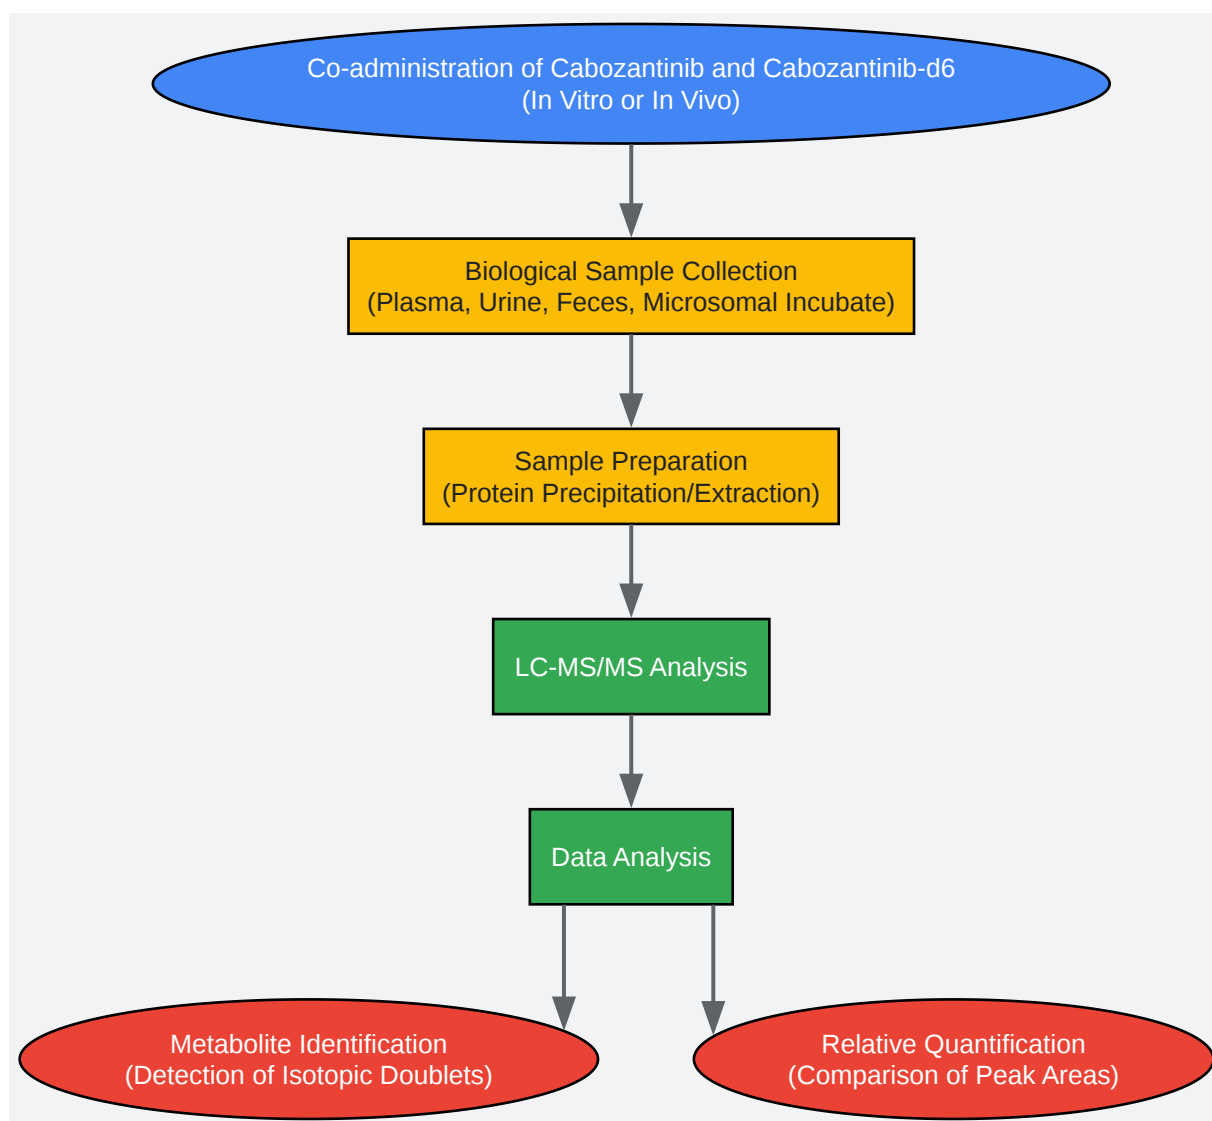 Co-administration of Cabozantinib and Cabozantinib-d6
(In Vitro or In Vivo)
Biological Sample Collection
(Plasma, Urine, Feces, Microsomal Incubate)
Sample Preparation
(Protein Precipitation/Extraction)
LC-MS/MS Analysis
Data Analysis
Metabolite Identification
(Detection of Isotopic Doublets)
Relative Quantification
(Comparison of Peak Areas)